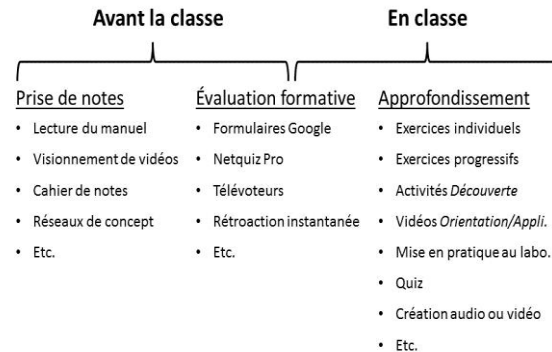 Avant la classe
En classe
Prise de notes
• Lecture du manuel
• Visionnement de vidéos
• Cahier de notes
• Réseaux de concept
• Etc.
Évaluation formative
• Formulaires Google
• Netquiz Pro
• Télévoteurs
• Rétroaction instantanée
• Etc.
Approfondissement
• Exercices individuels
• Exercices progressifs
• Activités Découverte
• Vidéos Orientation/Appli.
• Mise en pratique au labo.
• Quiz
• Création audio ou vidéo
• Etc.